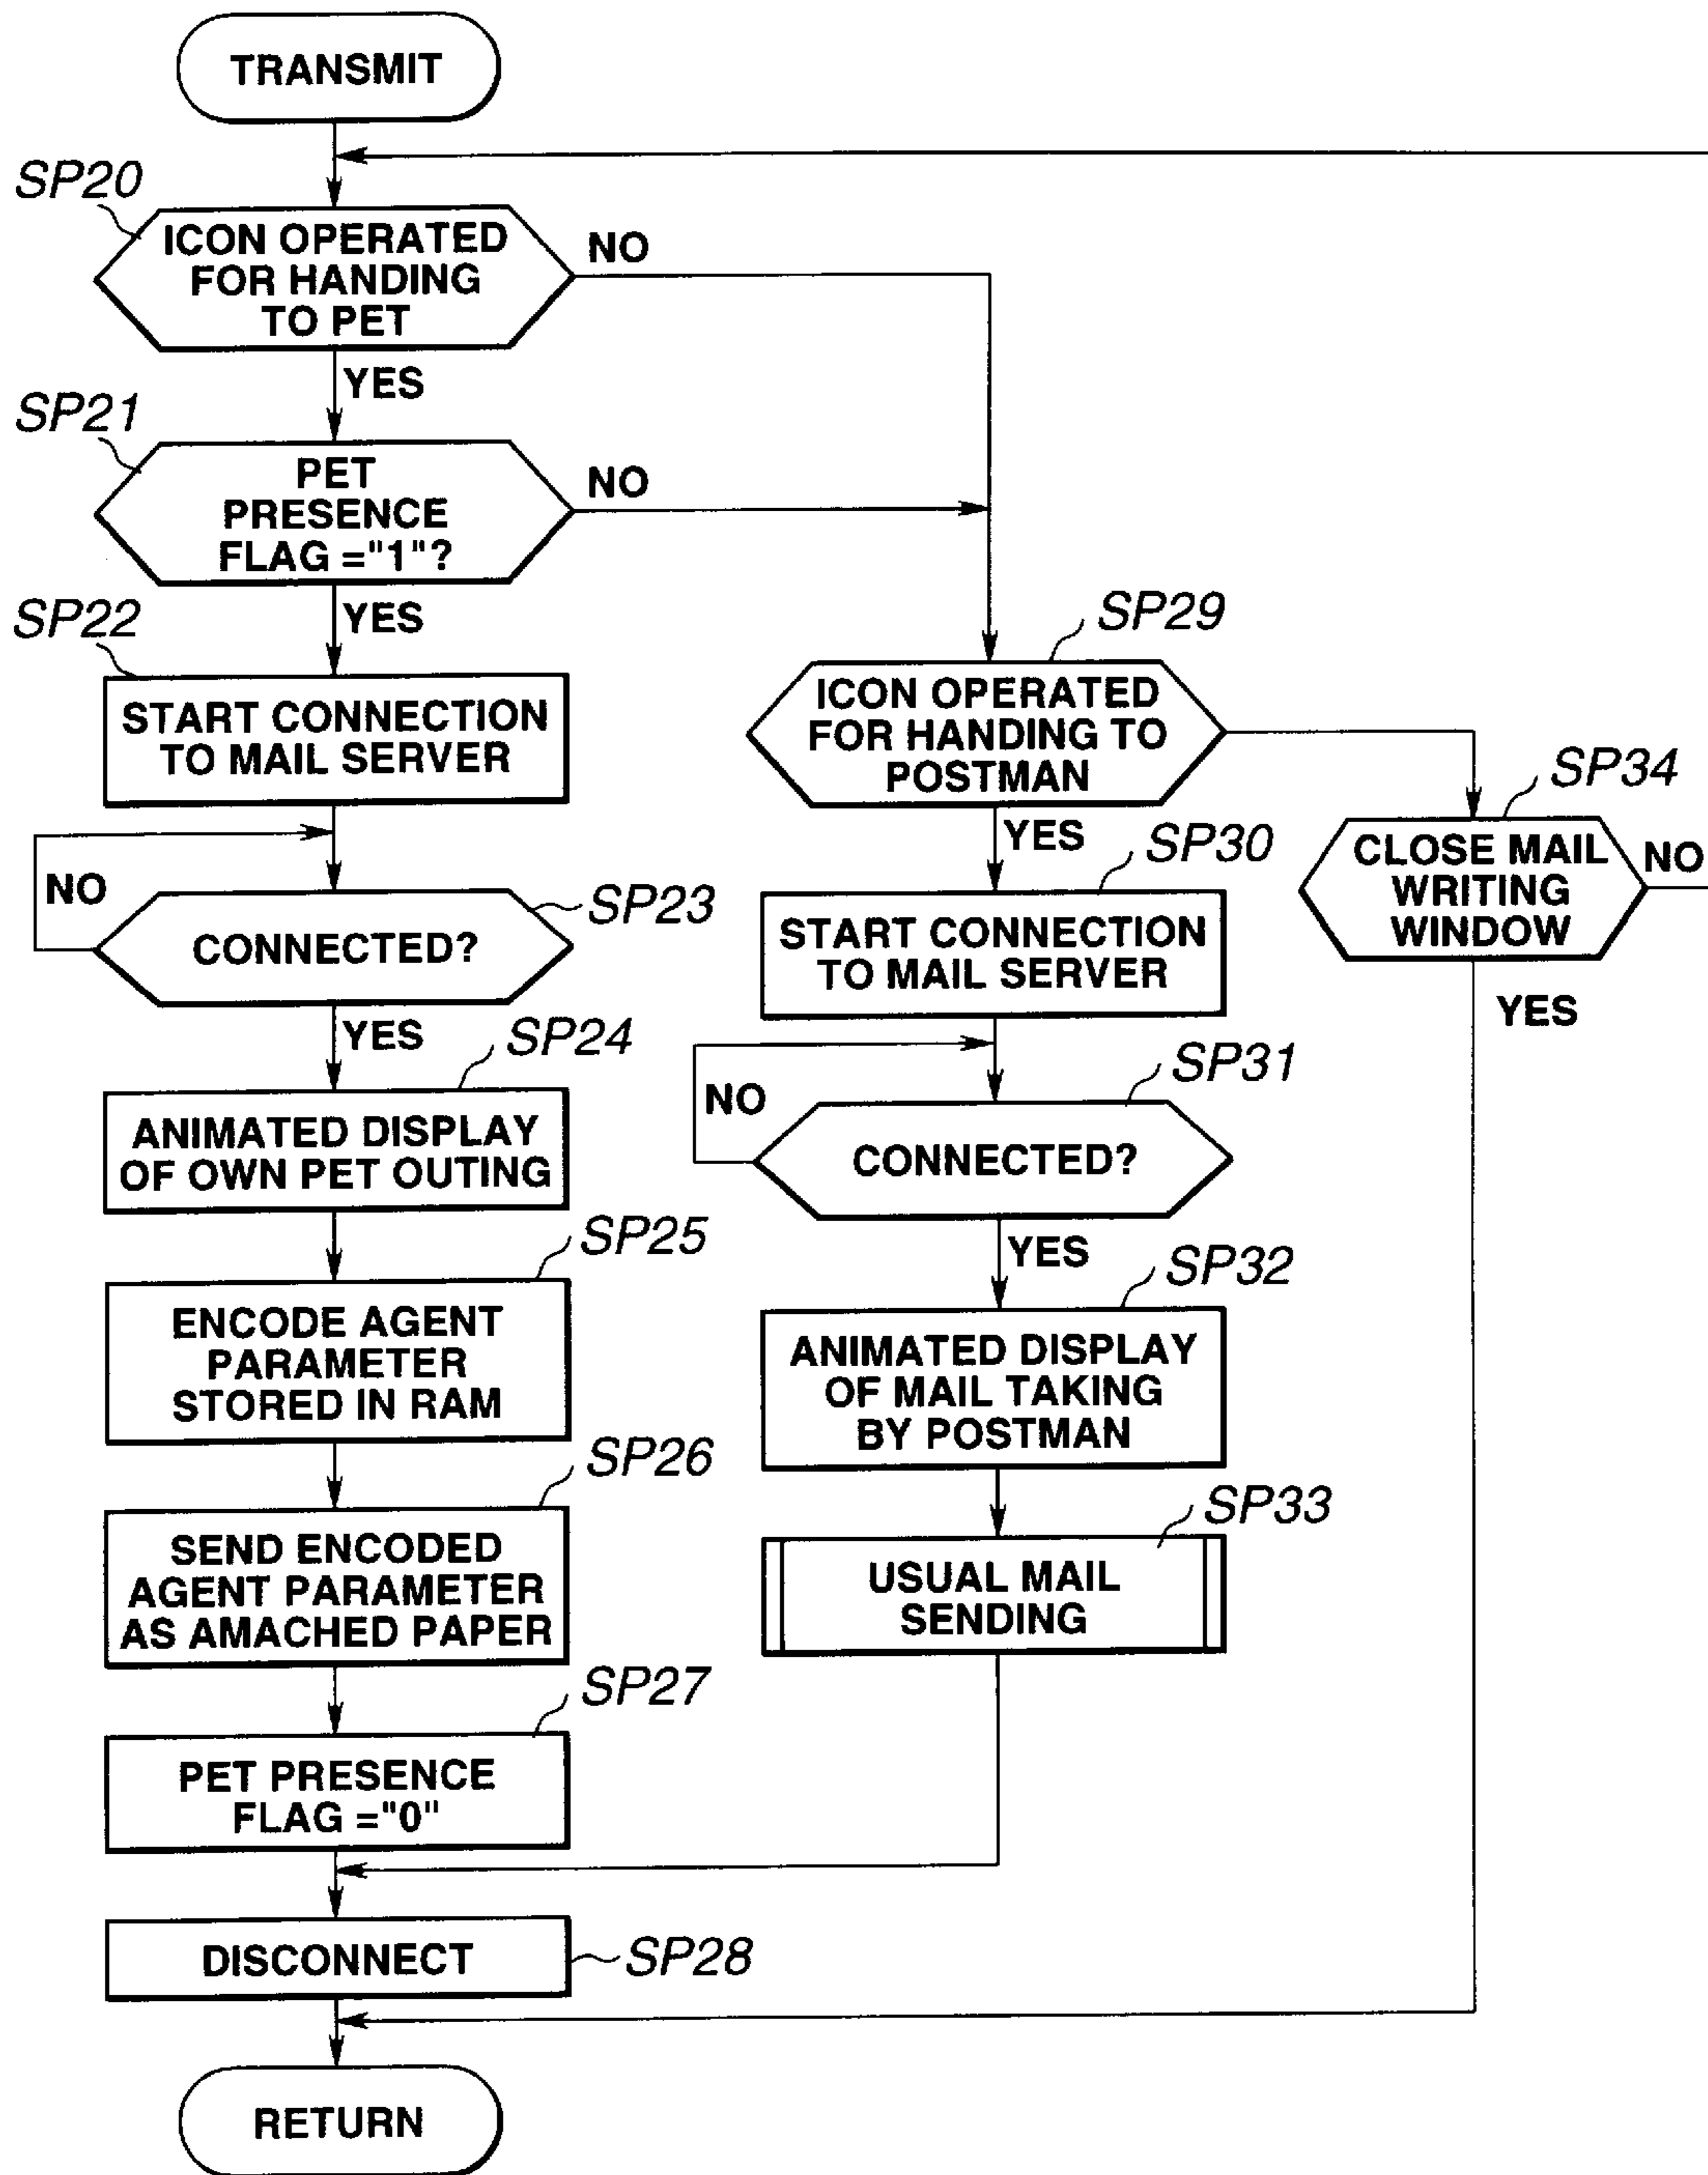 TRANSMIT
SP20
ICON OPERATED
FOR HANDING
TO PET
NO
YES
SP21
PET
PRESENCE
FLAG ="1"?
NO
YES
SP22
START CONNECTION
TO MAIL SERVER
NO
SP23
CONNECTED?
YES
SP24
ANIMATED DISPLAY
OF OWN PET OUTING
SP25
ENCODE AGENT
PARAMETER
STORED IN RAM
SP26
SEND ENCODED
AGENT PARAMETER
AS AMACHED PAPER
SP27
PET PRESENCE
FLAG ="0"
DISCONNECT
SP28
RETURN
SP29
ICON OPERATED
FOR HANDING TO
POSTMAN
YES
SP30
START CONNECTION
TO MAIL SERVER
SP31
NO
CONNECTED?
YES
SP32
ANIMATED DISPLAY
OF MAIL TAKING
BY POSTMAN
SP33
USUAL MAIL
SENDING
SP34
CLOSE MAIL
WRITING
WINDOW
NO
YES